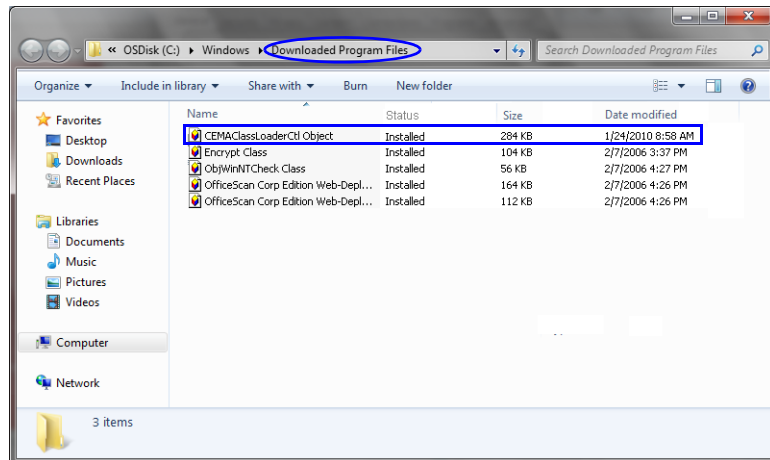 « OSDisk (C:) Windows Downloaded Program Files Search Downloaded Program Files
Organize Include in library Share with Burn New folder
Favorites
Desktop
Downloads
Recent Places
Libraries
Documents
Music
Pictures
Videos
Computer
Network
Name Status Size Date modified
CEMAClassLoaderCtl Object Installed 284 KB 1/24/2010 8:58 AM
Encrypt Class Installed 104 KB 2/7/2006 3:37 PM
ObjWinNTCheck Class Installed 56 KB 2/7/2006 4:27 PM
OfficeScan Corp Edition Web-Depl... Installed 164 KB 2/7/2006 4:26 PM
OfficeScan Corp Edition Web-Depl... Installed 112 KB 2/7/2006 4:26 PM
3 items